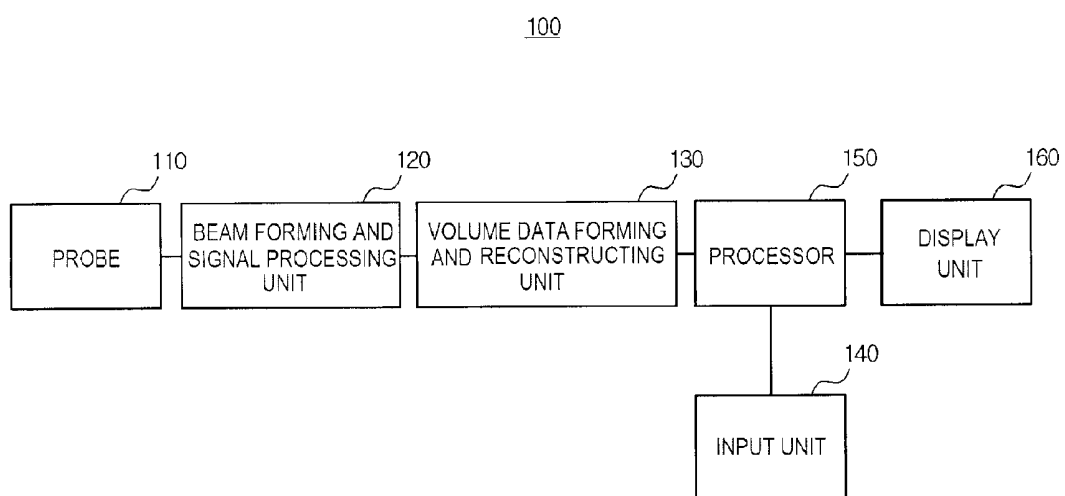 100
110
120
130
150
160
PROBE
BEAM FORMING AND
SIGNAL PROCESSING
UNIT
VOLUME DATA FORMING
AND RECONSTRUCTING
UNIT
PROCESSOR
DISPLAY
UNIT
140
INPUT UNIT